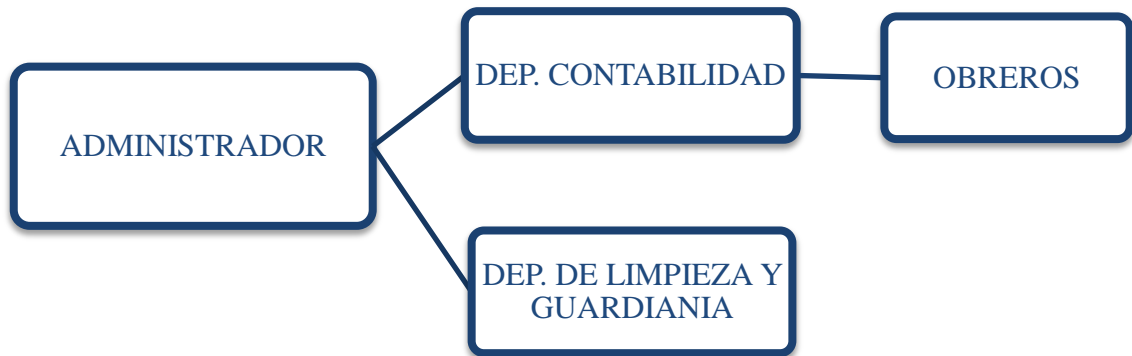 ADMINISTRADOR
DEP. CONTABILIDAD
OBREROS
DEP. DE LIMPIEZA Y
GUARDIANIA